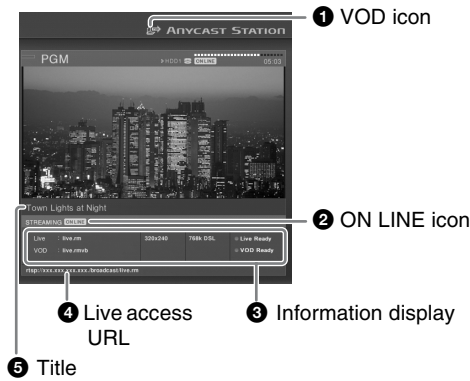 1 VOD icon
ANYCAST STATION
PGM
HDD1 ONLINE 05:03
Town Lights at Night
STREAMING ONLINE
2 ON LINE icon
Live : live.rm 320x240 768k DSL Live Ready
VOD : live.rmvb VOD Ready
rtsp://xxx.xxx.xxx.xxx./broadcast/live.rm
4 Live access
URL
3 Information display
5 Title